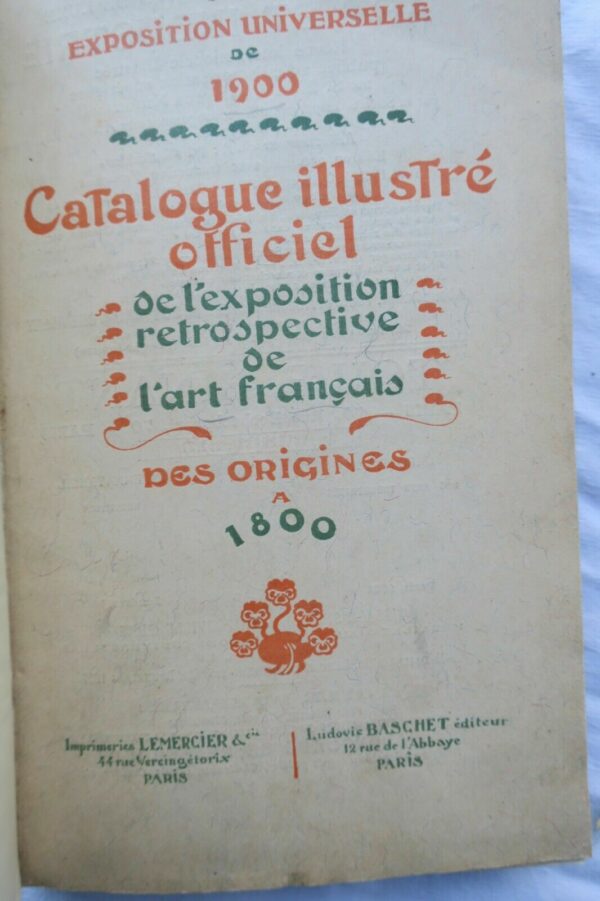 EXPOSITION UNIVERSELLE
DE
1900
Catalogue illustré
officiel
de l'exposition
retrospective
de
l'art français
DES ORIGINES
A
1800
Imprimeries LEMERCIER & Cie
44 rue Vercingétorix
PARIS
Ludovic BASCHET éditeur
12 rue de l'Abbaye
PARIS